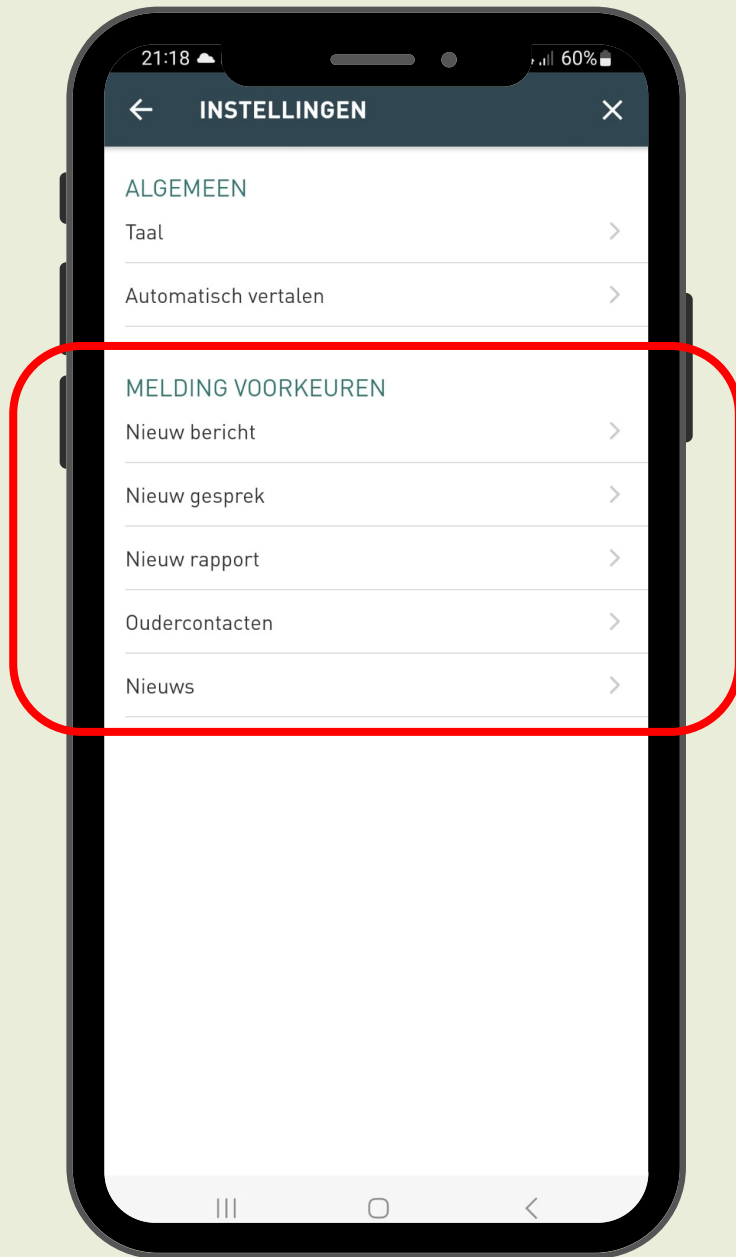 21:18 60%
INSTELLINGEN
ALGEMEEN
Taal
Automatisch vertalen
MELDING VOORKEUREN
Nieuw bericht
Nieuw gesprek
Nieuw rapport
Oudercontacten
Nieuws